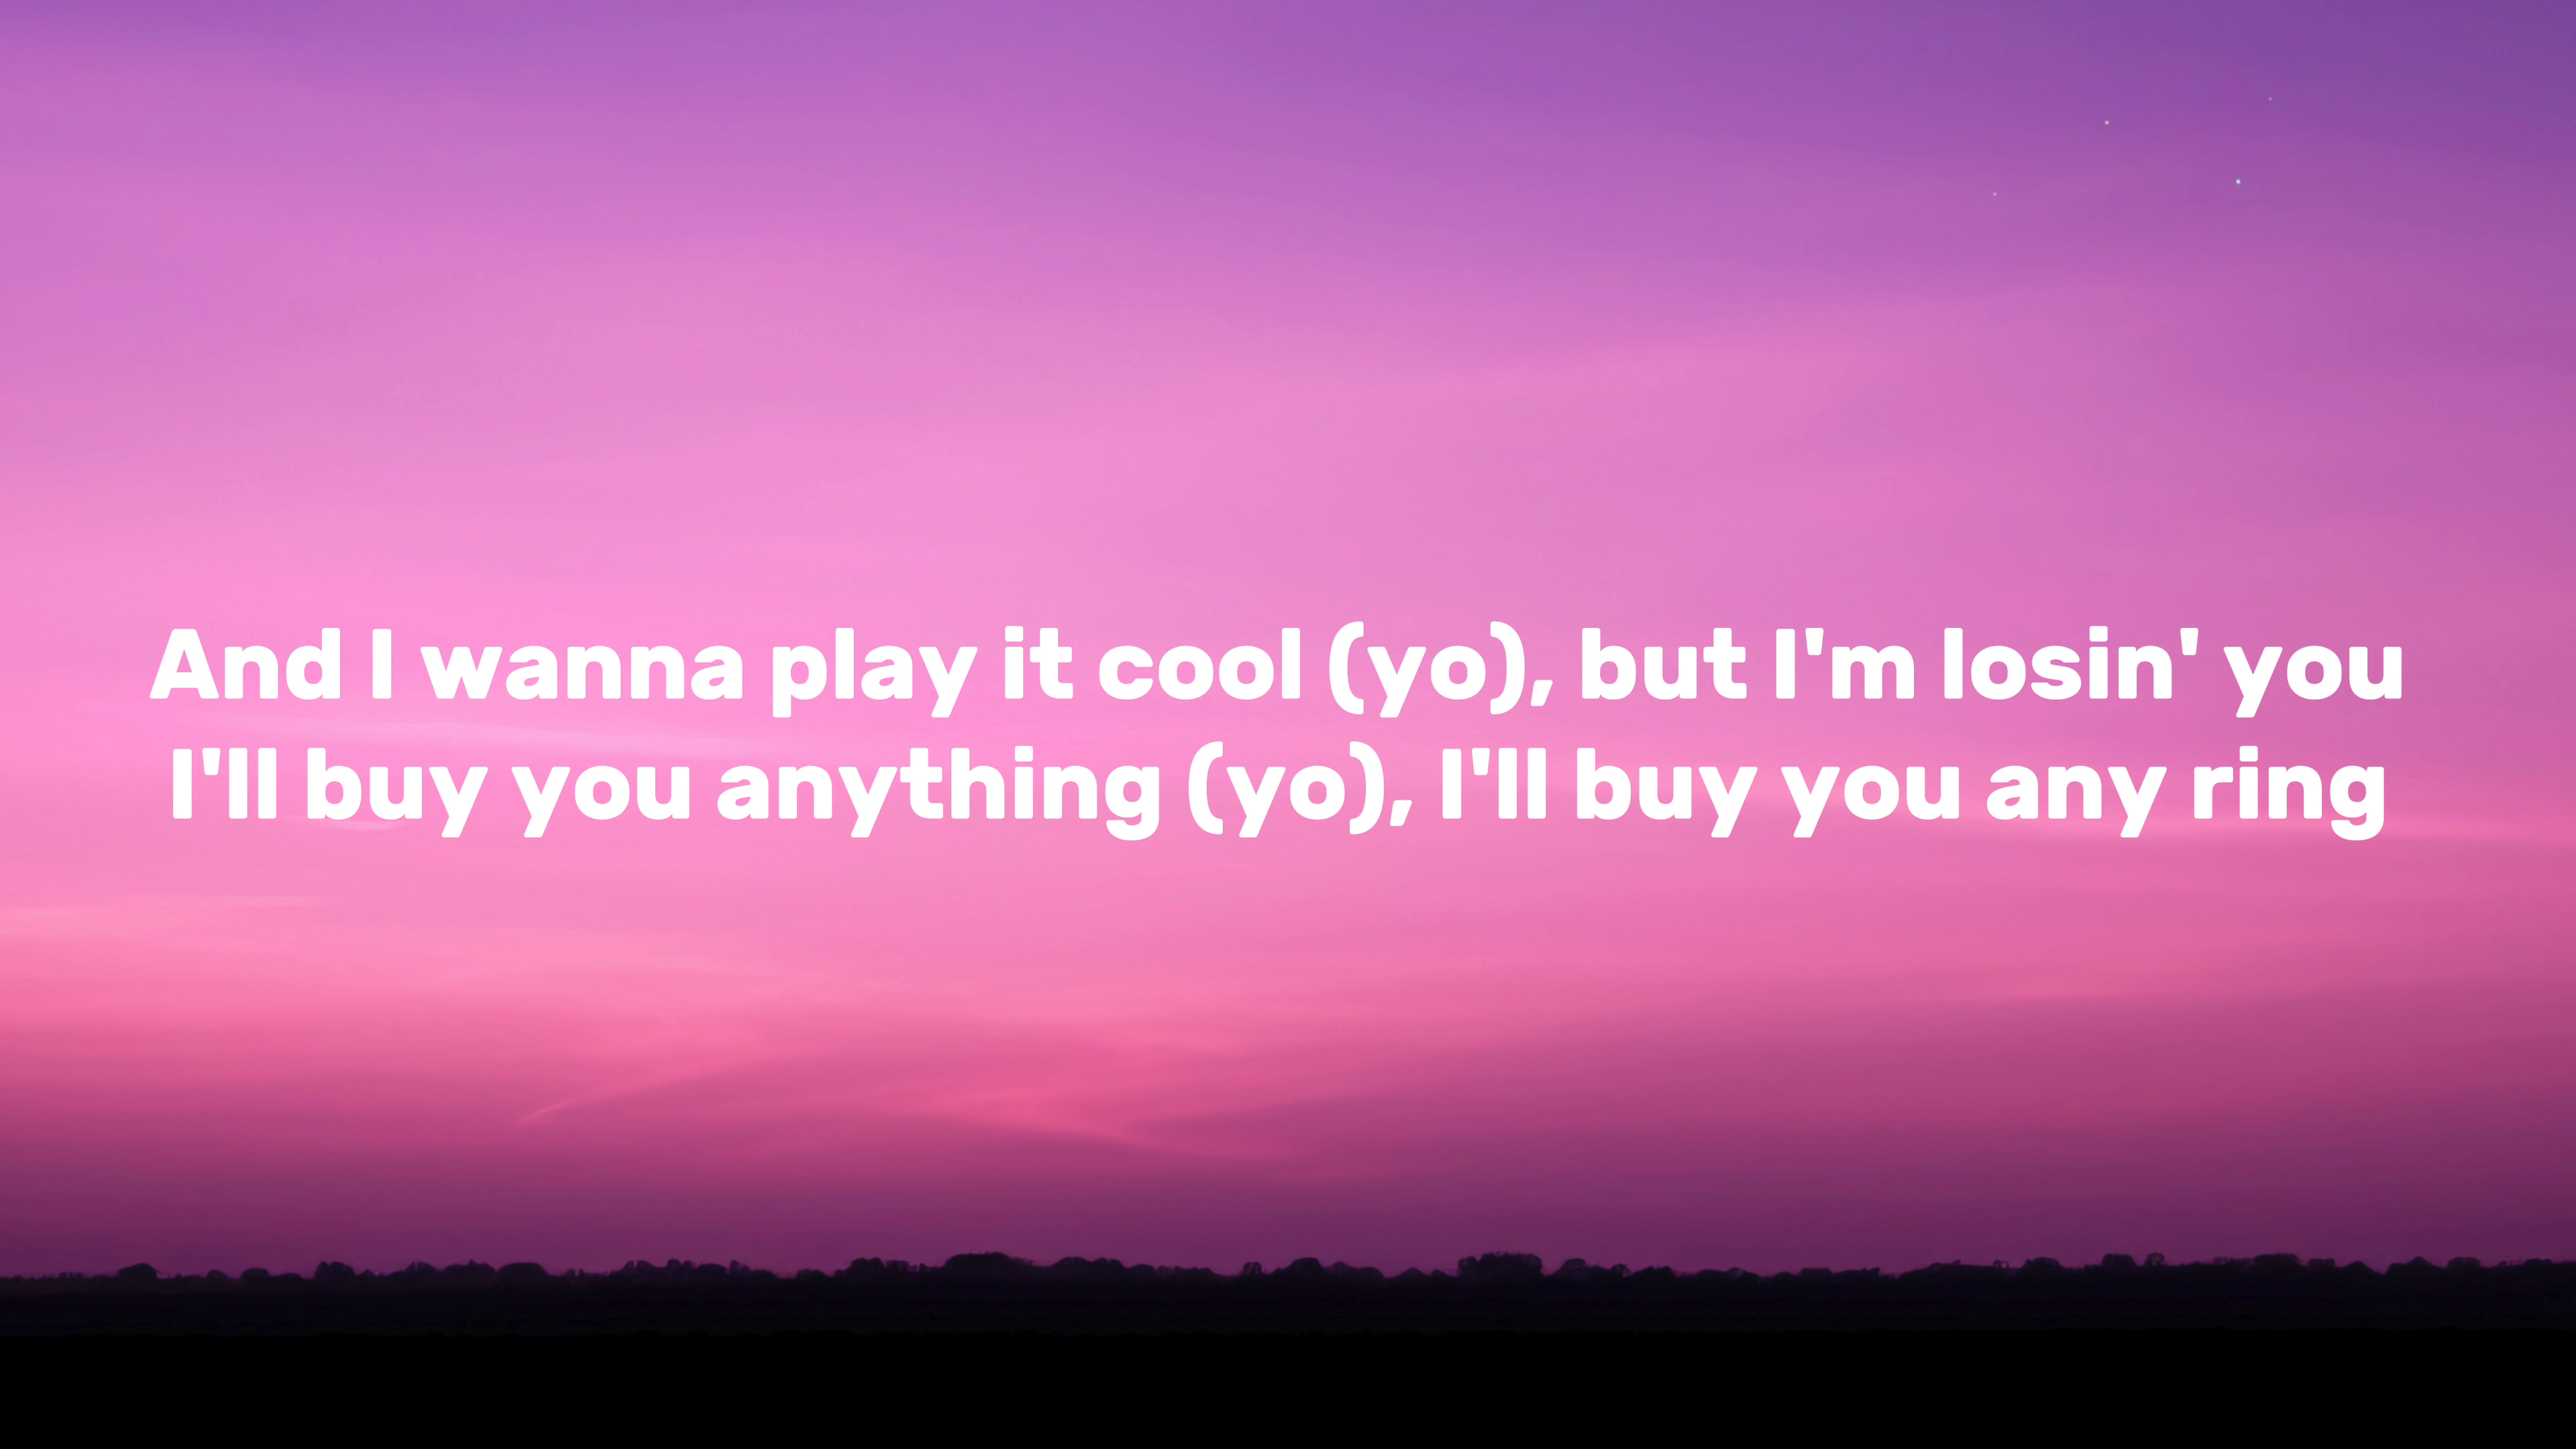 And I wanna play it cool (yo), but I'm losin' you
I'll buy you anything (yo), I'll buy you any ring